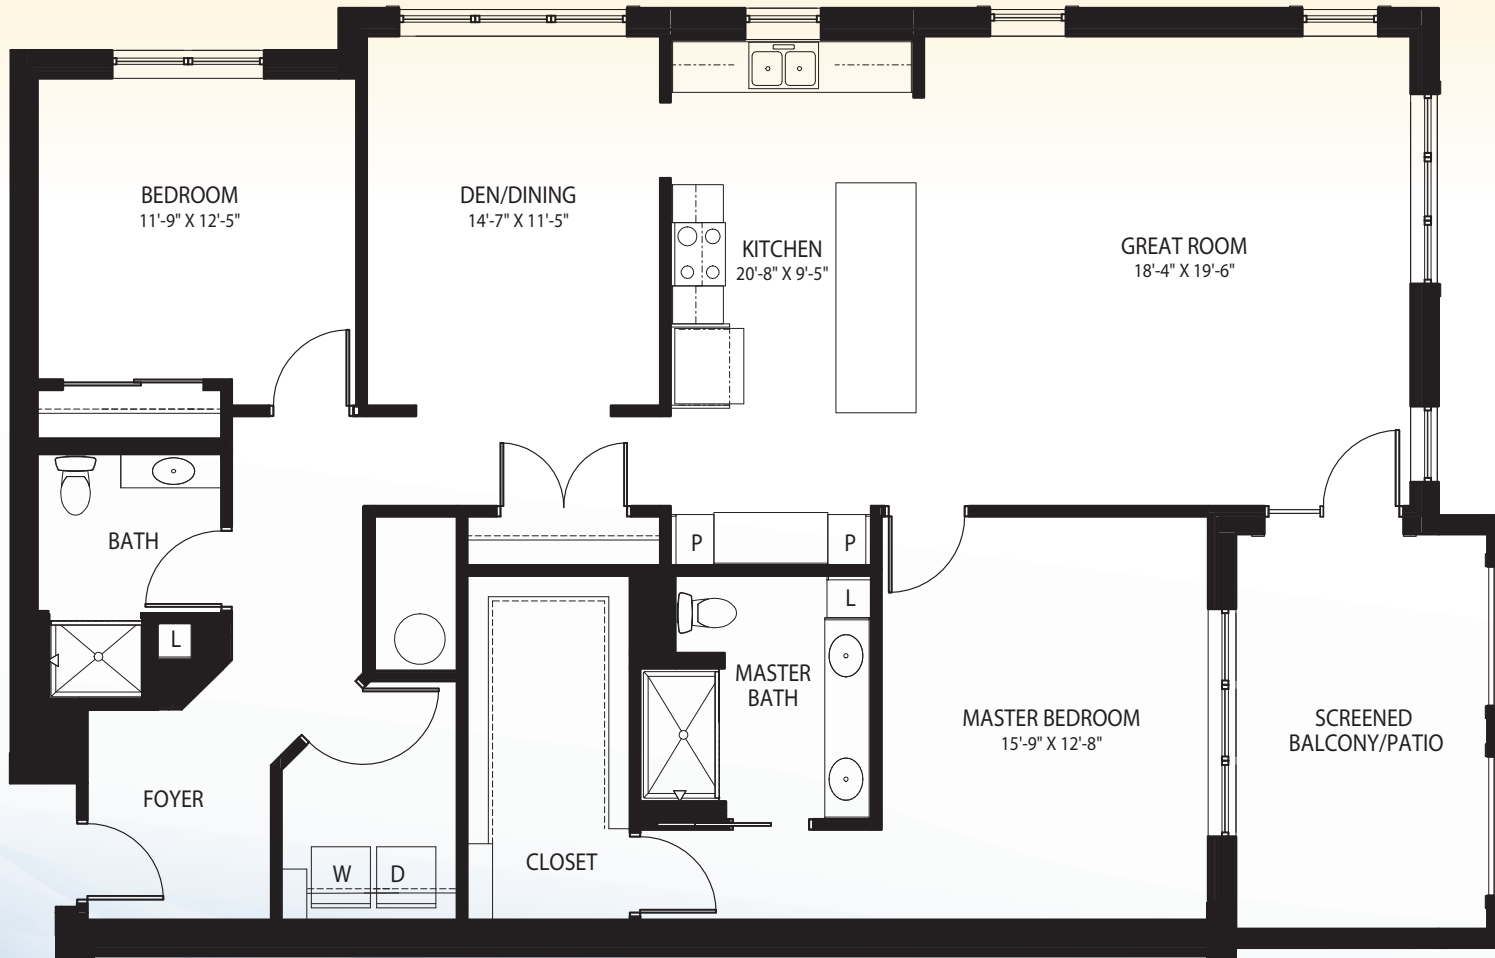 BEDROOM
11'-9" X 12'-5"
DEN/DINING
14'-7" X 11'-5"
KITCHEN
20'-8" X 9'-5"
GREAT ROOM
18'-4" X 19'-6"
BATH
P
P
L
L
MASTER
BATH
MASTER BEDROOM
15'-9" X 12'-8"
SCREENED
BALCONY/PATIO
FOYER
W
D
CLOSET